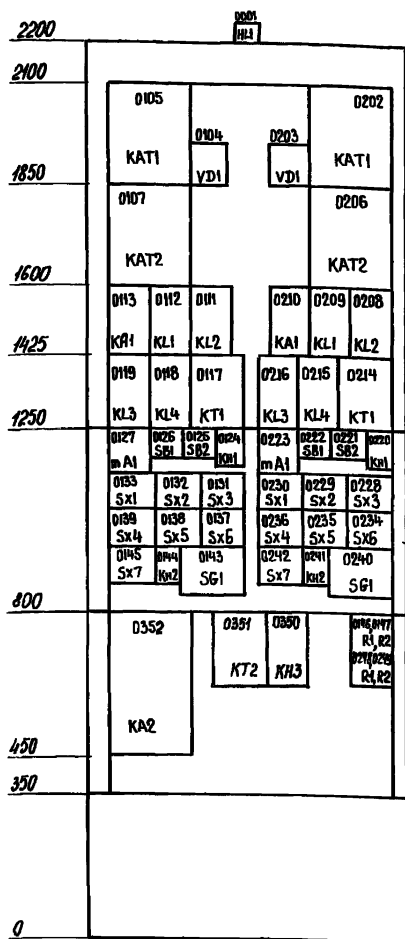 0001
HL1
2200
2100
0105
0202
0104
0203
KAT1
VD1
VD1
KAT1
1850
0107
0206
KAT2
KAT2
1600
0113 0112 0111
0210 0209 0208
KA1 KL1 KL2
KA1 KL1 KL2
1425
0119 0118 0117
0216 0215 0214
KL3 KL4 KT1
KL3 KL4 KT1
1250
0127 0126 0125 0124
0223 0222 0221 0220
mA1 SB1 SB2 KH1
mA1 SB1 SB2 KH1
0133 0132 0131
0230 0229 0228
Sx1 Sx2 Sx3
Sx1 Sx2 Sx3
0139 0138 0137
0236 0235 0234
Sx4 Sx5 Sx6
Sx4 Sx5 Sx6
0145 0144 0143
0242 0241 0240
Sx7 KH2 SG1
Sx7 KH2 SG1
800
0352
0351 0350
0146,0147
R1, R2
0248,0249
R1, R2
KT2 KH3
KA2
450
350
0